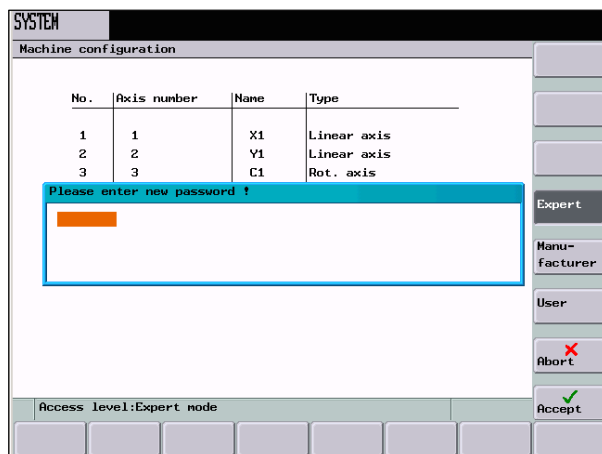 SYSTEM
Machine configuration
No. Axis number Name Type
1 1 X1 Linear axis
2 2 Y1 Linear axis
3 3 C1 Rot. axis
Please enter new password !
Expert
Manu-
facturer
User
Abort
Access level:Expert mode
Accept